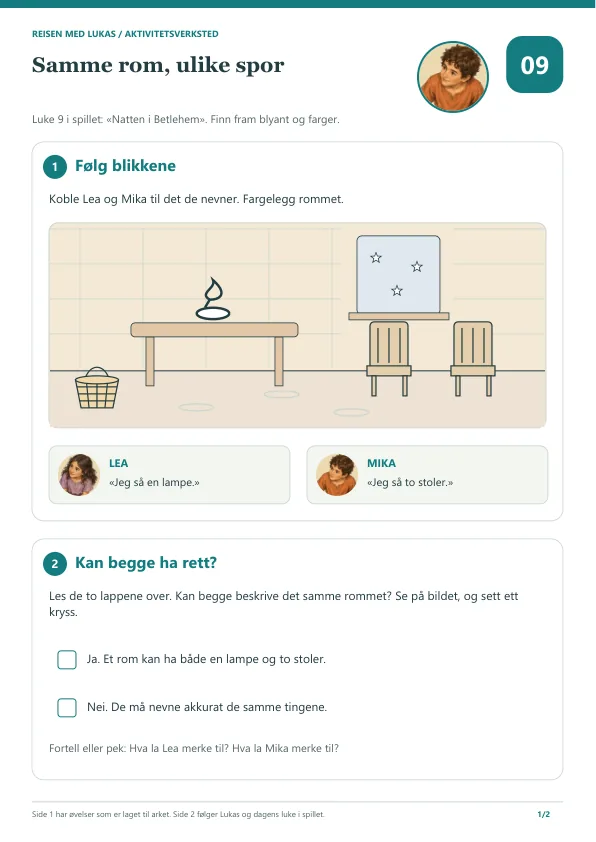 REISEN MED LUKAS / AKTIVITETSVERKSTED
Samme rom, ulike spor
09
Luke 9 i spillet: «Natten i Betlehem». Finn fram blyant og farger.
1 Følg blikkene
Koble Lea og Mika til det de nevner. Fargelegg rommet.
LEA
«Jeg så en lampe.»
MIKA
«Jeg så to stoler.»
2 Kan begge ha rett?
Les de to lappene over. Kan begge beskrive det samme rommet? Se på bildet, og sett ett
kryss.
Ja. Et rom kan ha både en lampe og to stoler.
Nei. De må nevne akkurat de samme tingene.
Fortell eller pek: Hva la Lea merke til? Hva la Mika merke til?
Side 1 har øvelser som er laget til arket. Side 2 følger Lukas og dagens luke i spillet.
1/2